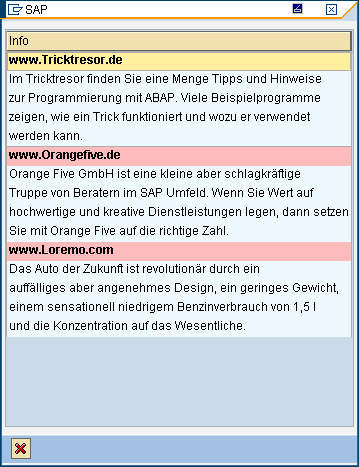 SAP
Info
www.Tricktresor.de
Im Tricktresor finden Sie eine Menge Tipps und Hinweise
zur Programmierung mit ABAP. Viele Beispielprogramme
zeigen, wie ein Trick funktioniert und wozu er verwendet
werden kann.
www.Orangefive.de
Orange Five GmbH ist eine kleine aber schlagkräftige
Truppe von Beratern im SAP Umfeld. Wenn Sie Wert auf
hochwertige und kreative Dienstleistungen legen, dann setzen
Sie mit Orange Five auf die richtige Zahl.
www.Loremo.com
Das Auto der Zukunft ist revolutionär durch ein
auffälliges aber angenehmes Design, ein geringes Gewicht,
einem sensationell niedrigem Benzinverbrauch von 1,5 l
und die Konzentration auf das Wesentliche.